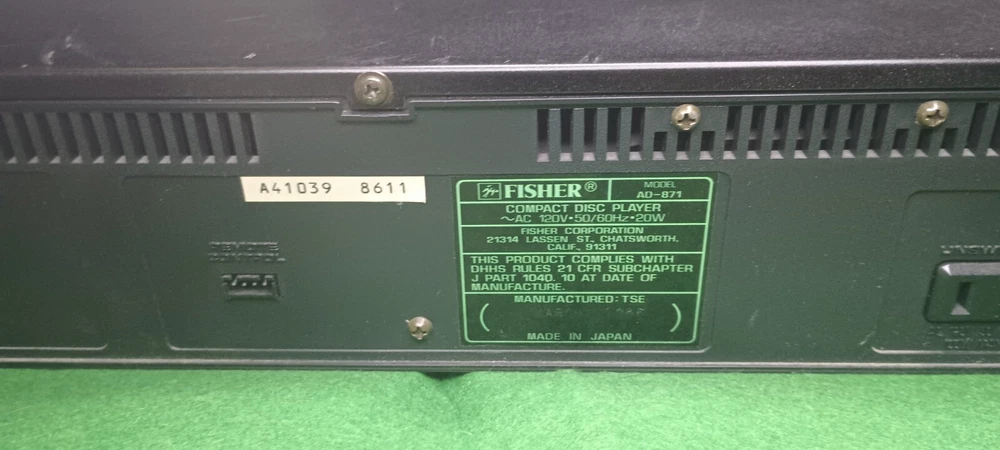 A41039 8611
FISHER®
MODEL
AD-871
COMPACT DISC PLAYER
~AC 120V•50/60Hz•20W
FISHER CORPORATION
21314 LASSEN ST., CHATSWORTH,
CALIF., 91311
THIS PRODUCT COMPLIES WITH
DHHS RULES 21 CFR SUBCHAPTER
J PART 1040. 10 AT DATE OF
MANUFACTURE.
MANUFACTURED: TSE
MADE IN JAPAN
REMOTE
CONTROL